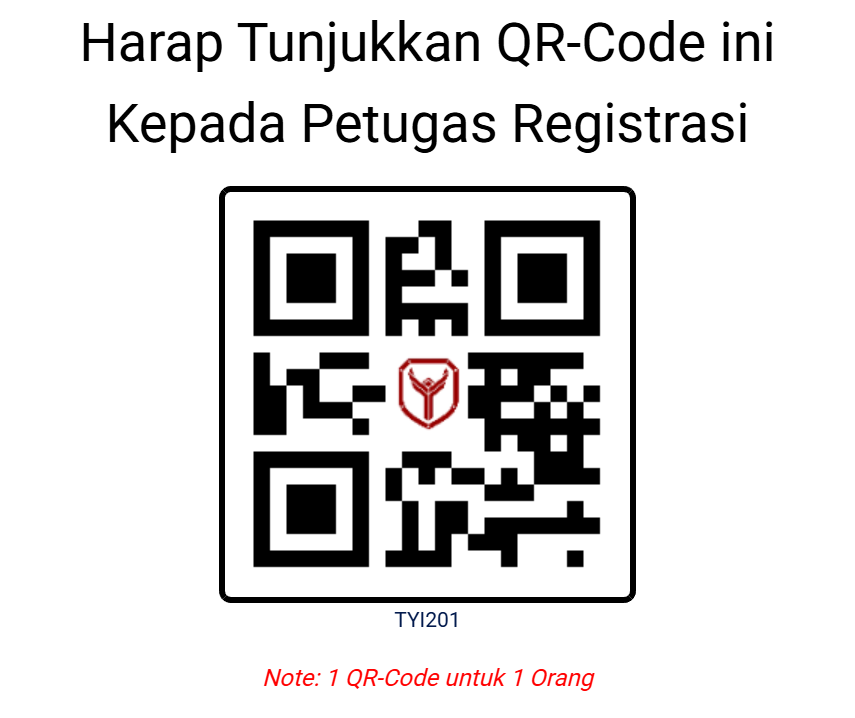 Harap Tunjukkan QR-Code ini
Kepada Petugas Registrasi
TYI201
Note: 1 QR-Code untuk 1 Orang